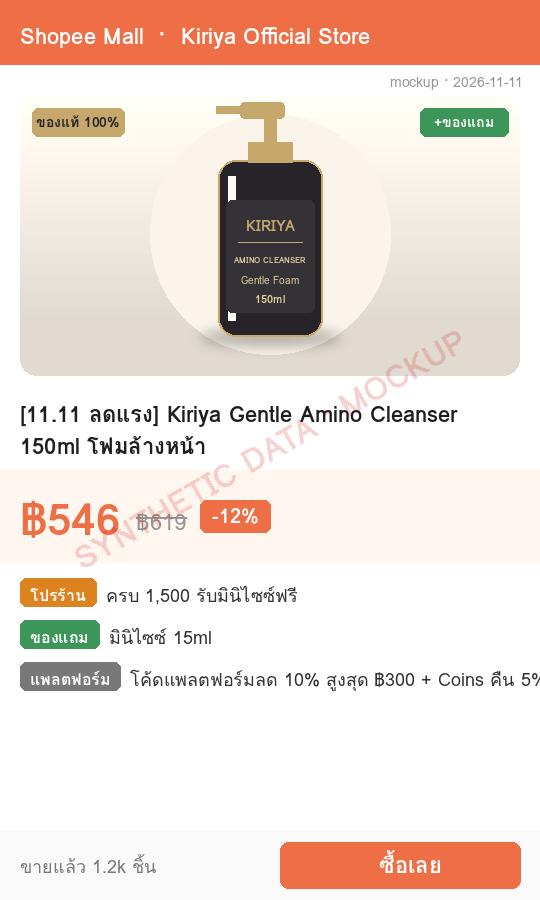 Shopee Mall · Kiriya Official Store
mockup · 2026-11-11
ของแท้ 100%
+ของแถม
KIRIYA
AMINO CLEANSER
Gentle Foam
150ml
[11.11 ลดแรง] Kiriya Gentle Amino Cleanser
150ml โฟมล้างหน้า
฿546 ฿619 -12%
SYNTHETIC DATA · MOCKUP
โปรร้าน ครบ 1,500 รับมินิไซซ์ฟรี
ของแถม มินิไซซ์ 15ml
แพลตฟอร์ม โค้ดแพลตฟอร์มลด 10% สูงสุด ฿300 + Coins คืน 5%
ขายแล้ว 1.2k ชิ้น
ซื้อเลย